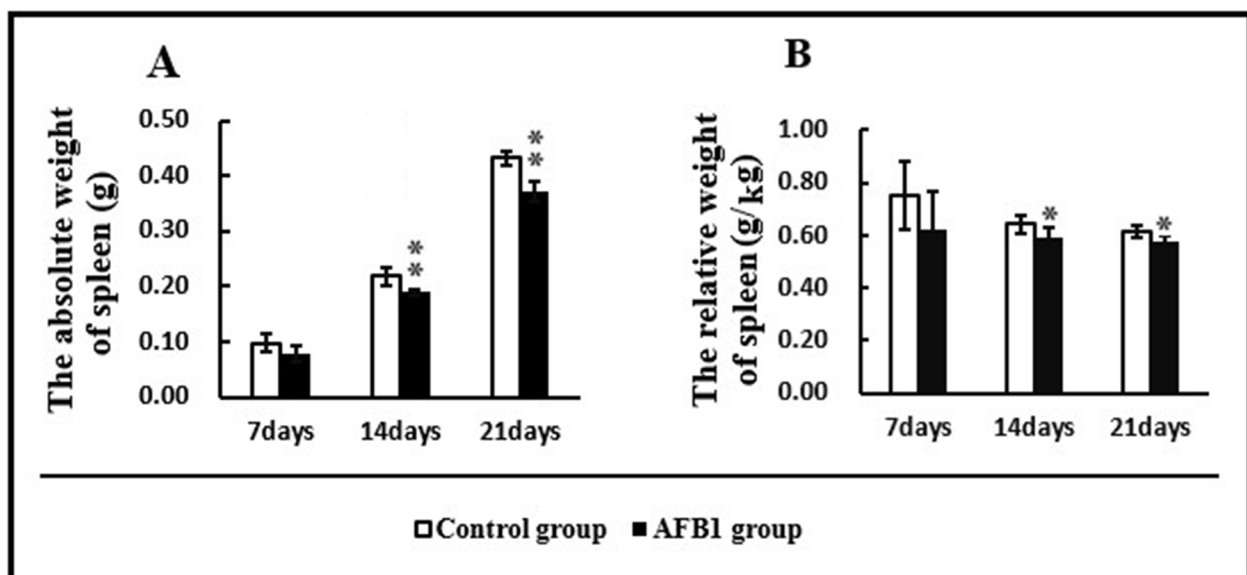 A
The absolute weight
of spleen (g)
0.50
0.40
0.30
0.20
0.10
0.00
**
**
7days 14days 21days
B
The relative weight
of spleen (g/kg)
1.00
0.80
0.60
0.40
0.20
0.00
*
*
7days 14days 21days
Control group AFB1 group